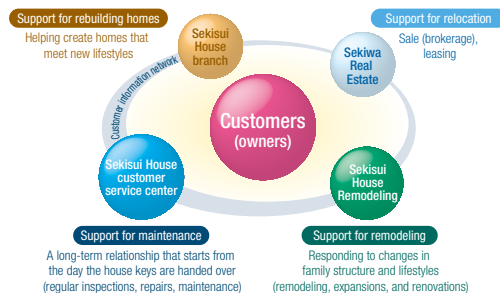 Support for rebuilding homes
Helping create homes that
meet new lifestyles
Sekisui
House
branch
Support for relocation
Sale (brokerage),
leasing
Sekiwa
Real
Estate
Customer information network
Customers
(owners)
Sekisui House
customer
service center
Sekisui
House
Remodeling
Support for maintenance
A long-term relationship that starts from
the day the house keys are handed over
(regular inspections, repairs, maintenance)
Support for remodeling
Responding to changes in
family structure and lifestyles
(remodeling, expansions, and renovations)